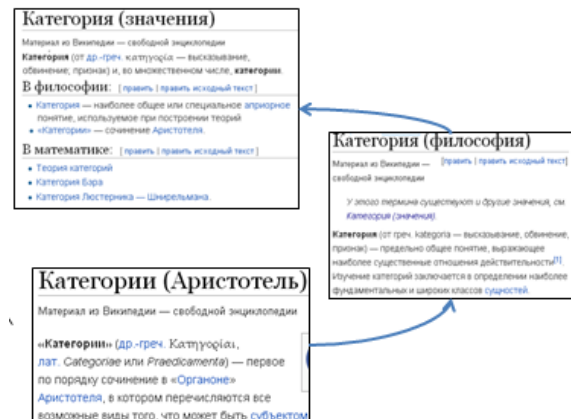 Категория (значения)
Материал из Википедии — свободной энциклопедии
Категория (от др.-греч. κατηγορία — высказывание,
обвинение, признак) и, во множественном числе, категории.
В философии: [ править | править исходный текст ]
• Категория — наиболее общее или специальное априорное
понятие, используемое при построении теорий
• «Категории» — сочинение Аристотеля.
В математике: [ править | править исходный текст ]
• Теория категорий
• Категория Бэра
• Категория Люстерника — Шнирельмана.
Категория (философия)
Материал из Википедии — [править | править исходный текст]
свободной энциклопедии
У этого термина существуют и другие значения, см.
Категория (значения).
Категория (от греч. kategoria — высказывание, обвинение,
признак) — предельно общее понятие, выражающее
наиболее существенные отношения действительности[1].
Изучение категорий заключается в определении наиболее
фундаментальных и широких классов сущностей.
Категории (Аристотель)
Материал из Википедии — свободной энциклопедии
«Категории» (др.-греч. Κατηγορίαι,
лат. Categoriae или Praedicamenta) — первое
по порядку сочинение в «Органоне»
Аристотеля, в котором перечисляются все
возможные виды того, что может быть субъектом